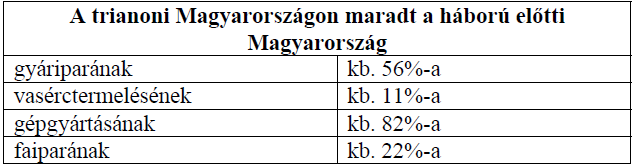 A trianoni Magyarországon maradt a háború előtti
Magyarország
gyáriparának kb. 56%-a
vasérctermelésének kb. 11%-a
gépgyártásának kb. 82%-a
faiparának kb. 22%-a